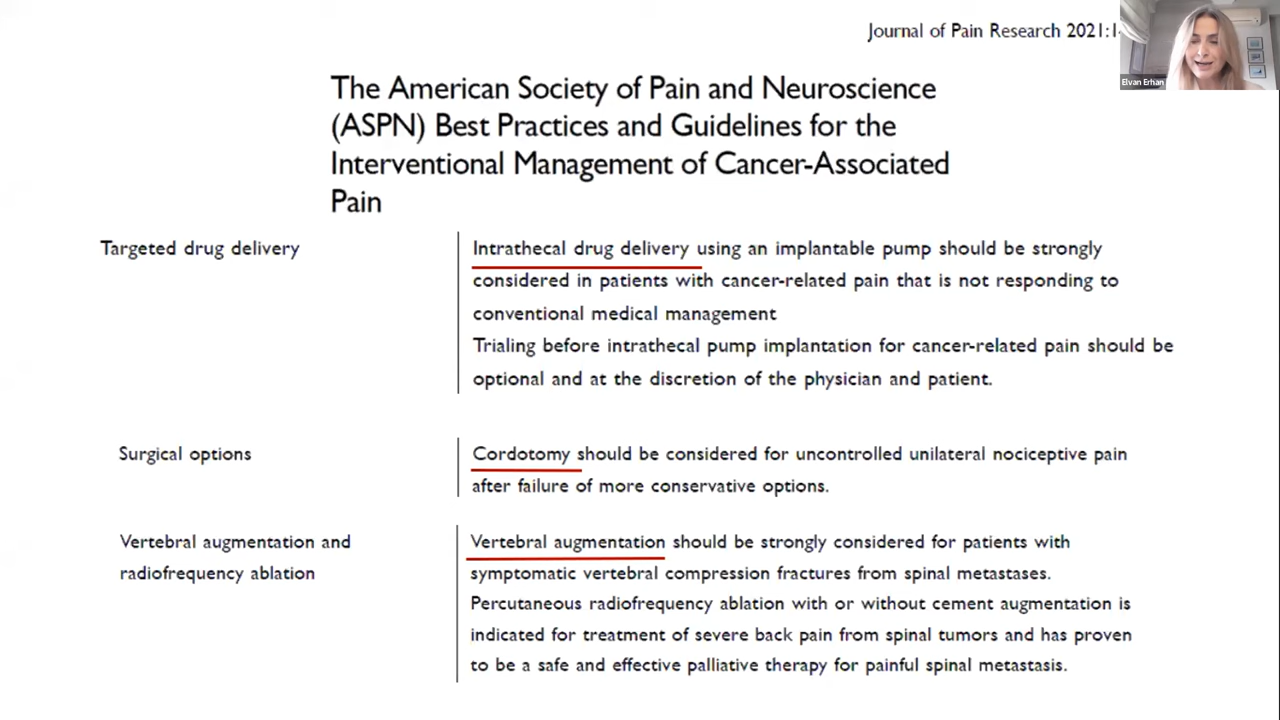 Journal of Pain Research 2021:1
Elvan Erhan
The American Society of Pain and Neuroscience
(ASPN) Best Practices and Guidelines for the
Interventional Management of Cancer-Associated
Pain
Targeted drug delivery
Intrathecal drug delivery using an implantable pump should be strongly
considered in patients with cancer-related pain that is not responding to
conventional medical management
Trialing before intrathecal pump implantation for cancer-related pain should be
optional and at the discretion of the physician and patient.
Surgical options
Cordotomy should be considered for uncontrolled unilateral nociceptive pain
after failure of more conservative options.
Vertebral augmentation and
radiofrequency ablation
Vertebral augmentation should be strongly considered for patients with
symptomatic vertebral compression fractures from spinal metastases.
Percutaneous radiofrequency ablation with or without cement augmentation is
indicated for treatment of severe back pain from spinal tumors and has proven
to be a safe and effective palliative therapy for painful spinal metastasis.